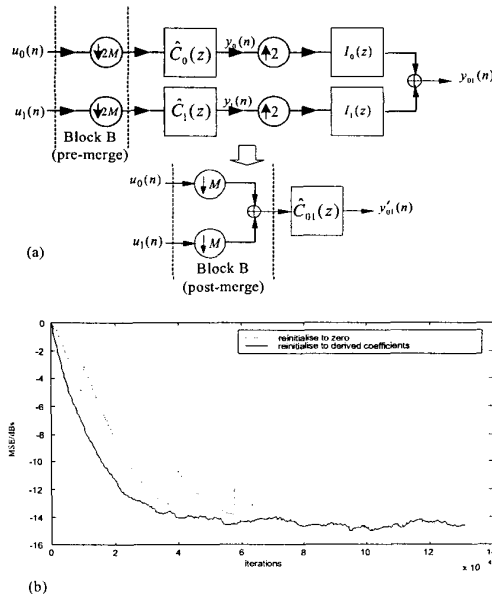 u₀(n) ↓2M Ĉ₀(z) y₀(n) ↑2 I₀(z)
y₀₁(n)
u₁(n) ↓2M Ĉ₁(z) y₁(n) ↑2 I₁(z)
Block B
(pre-merge)
u₀(n) ↓M
Ĉ₀₁(z) y′₀₁(n)
u₁(n) ↓M
(a)
Block B
(post-merge)
0
reinitialise to zero
reinitialise to derived coefficients
-2
-4
-6
MSE/dBs
-8
-10
-12
-14
-16
0 2 4 6 8 10 12 14
iterations
x 10⁴
(b)